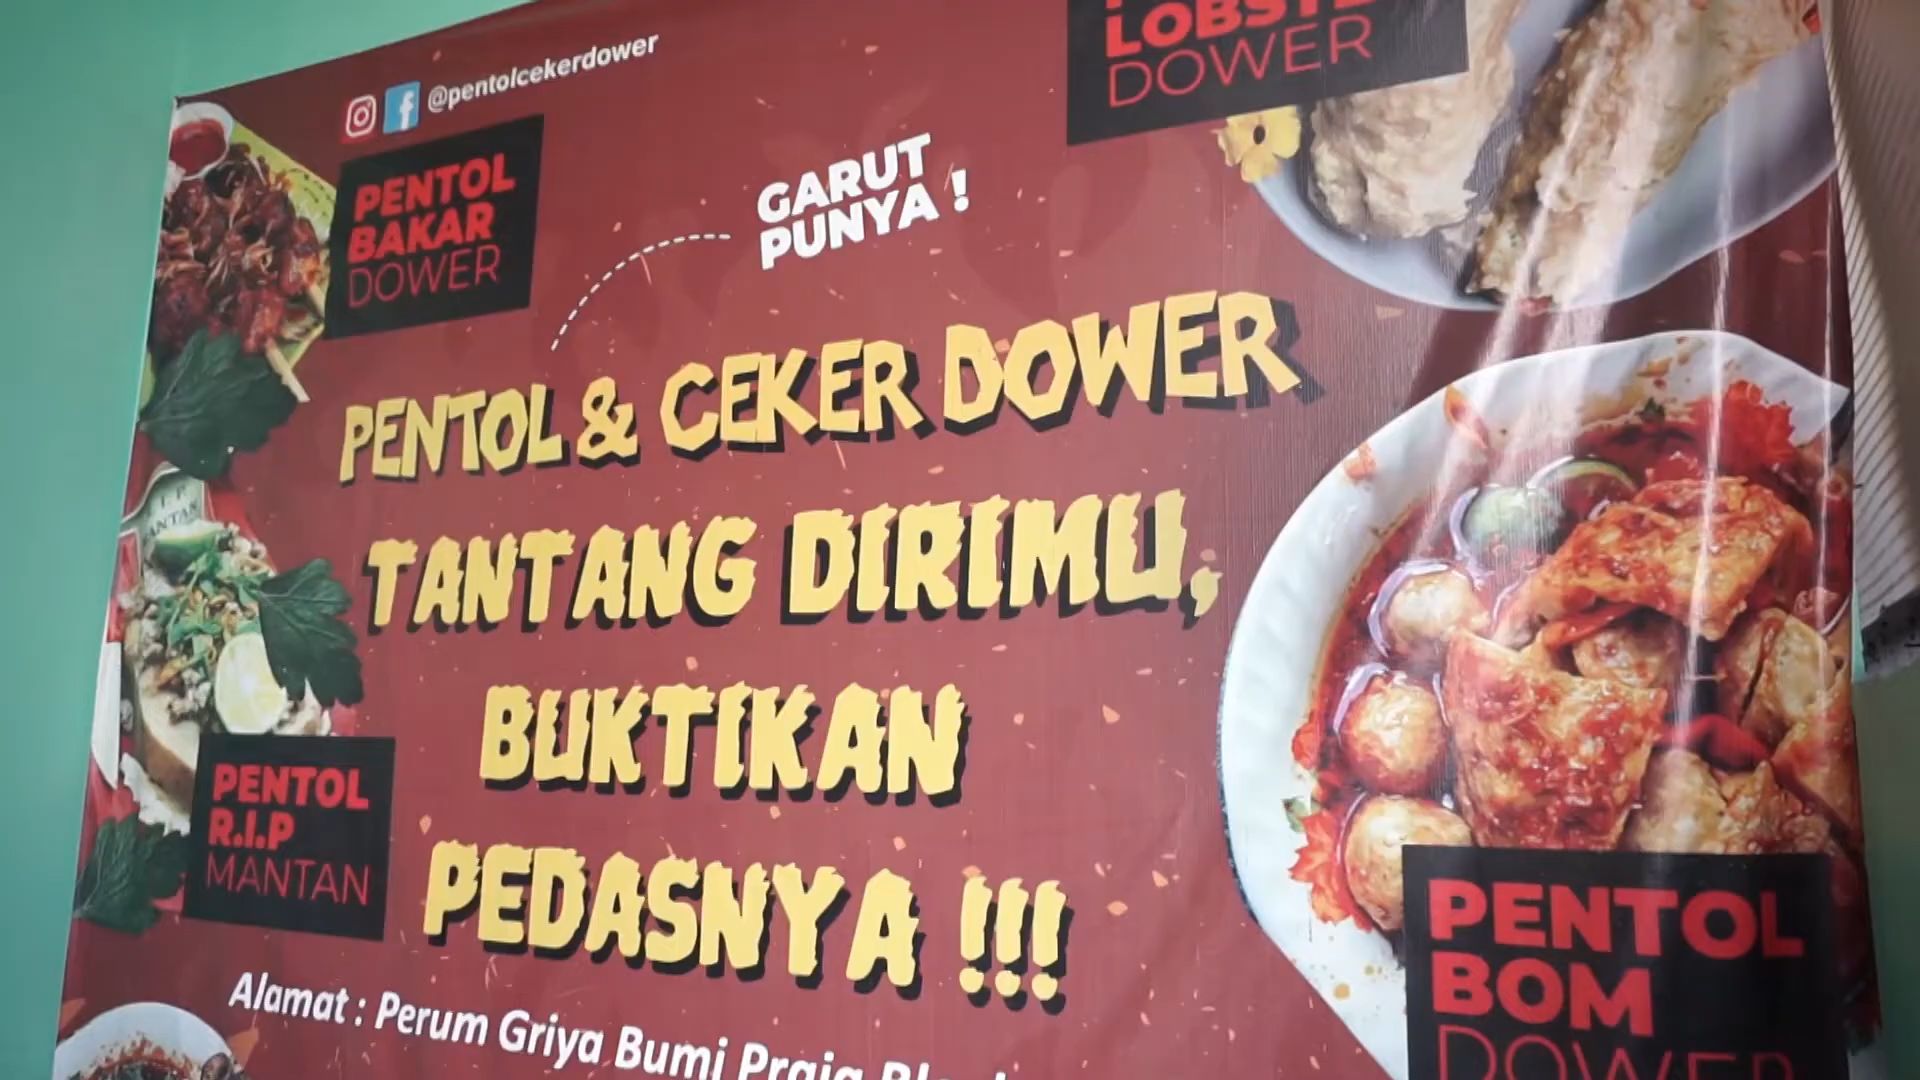 @pentolcekerdower
LOBSTE
DOWER
PENTOL
BAKAR
DOWER
GARUT
PUNYA !
PENTOL & CEKER DOWER
TANTANG DIRIMU,
BUKTIKAN
PEDASNYA !!!
PENTOL
R.I.P
MANTAN
PENTOL
BOM
DOWER
Alamat : Perum Griya Bumi Praja